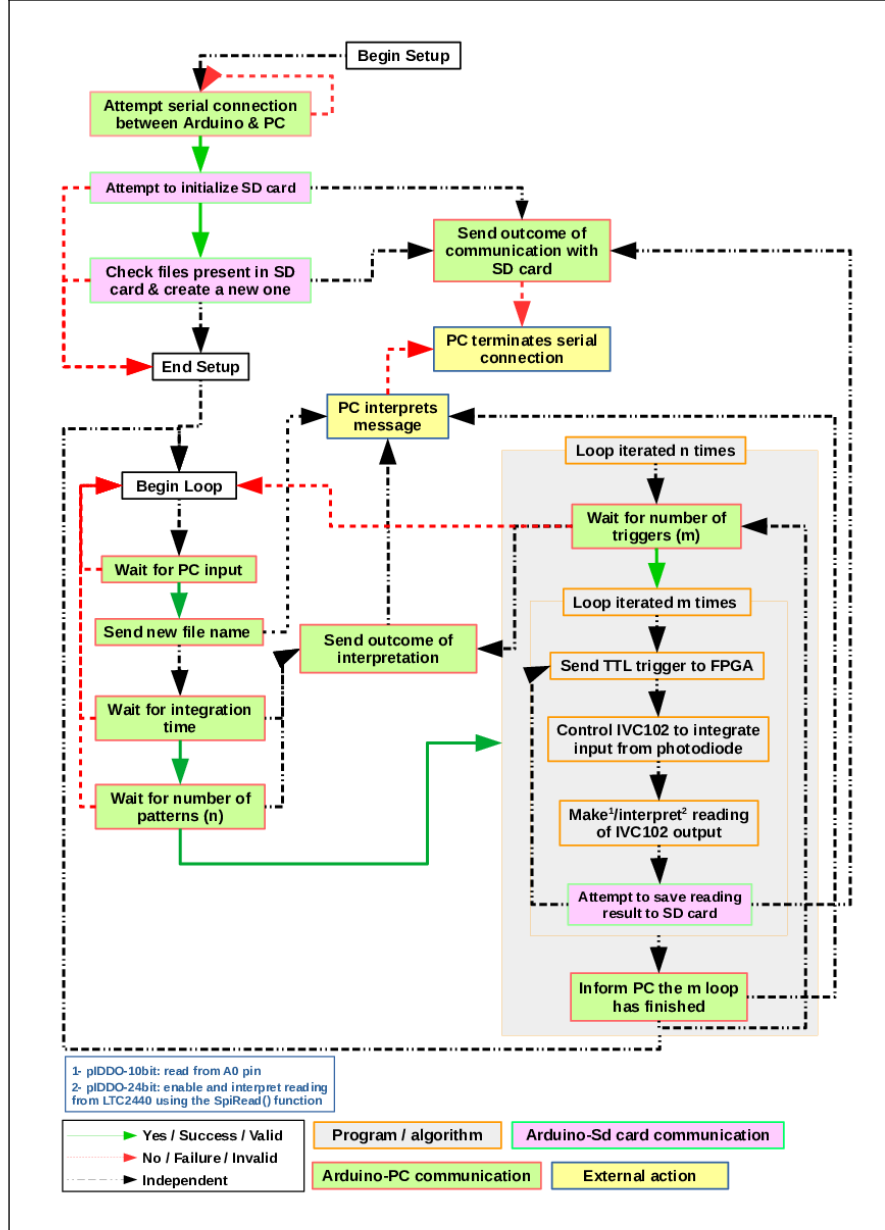 Begin Setup
Attempt serial connection
between Arduino & PC
Attempt to initialize SD card
Send outcome of
communication with
SD card
Check files present in SD
card & create a new one
PC terminates serial
connection
End Setup
PC interprets
message
Loop iterated n times
Begin Loop
Wait for number of
triggers (m)
Wait for PC input
Loop iterated m times
Send new file name
Send outcome of
interpretation
Send TTL trigger to FPGA
Wait for integration
time
Control IVC102 to integrate
input from photodiode
Wait for number of
patterns (n)
Make¹/interpret² reading
of IVC102 output
Attempt to save reading
result to SD card
Inform PC the m loop
has finished
1- pIDDO-10bit: read from A0 pin
2- pIDDO-24bit: enable and interpret reading
from LTC2440 using the SpiRead() function
Yes / Success / Valid
No / Failure / Invalid
Independent
Program / algorithm
Arduino-Sd card communication
Arduino-PC communication
External action